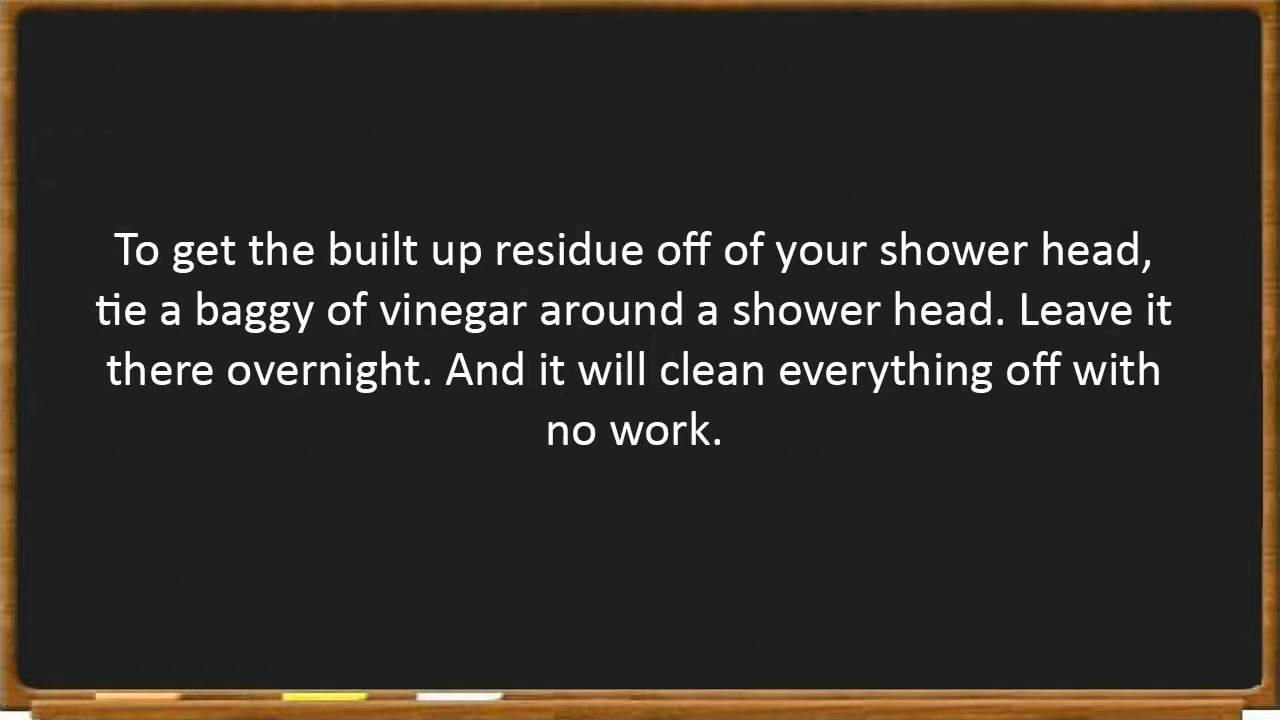 To get the built up residue off of your shower head,
tie a baggy of vinegar around a shower head. Leave it
there overnight. And it will clean everything off with
no work.